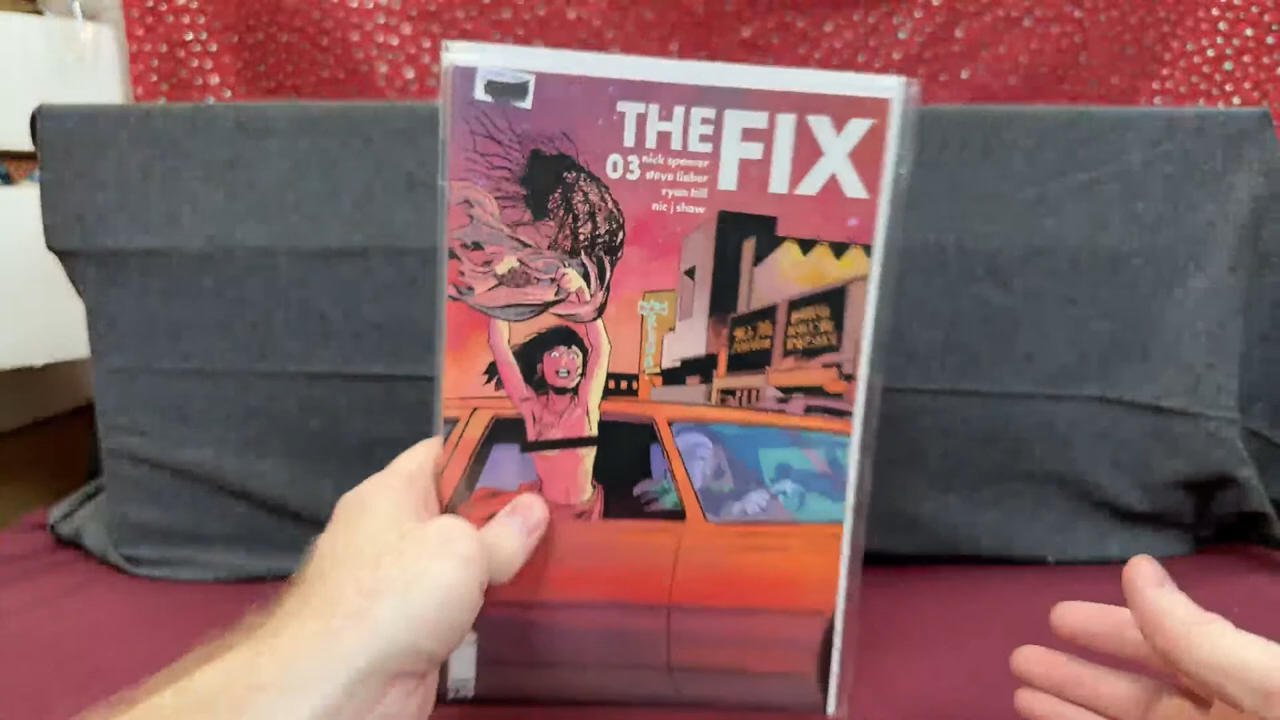 THE FIX
03 nick spencer
steve lieber
ryan hill
nic j shaw